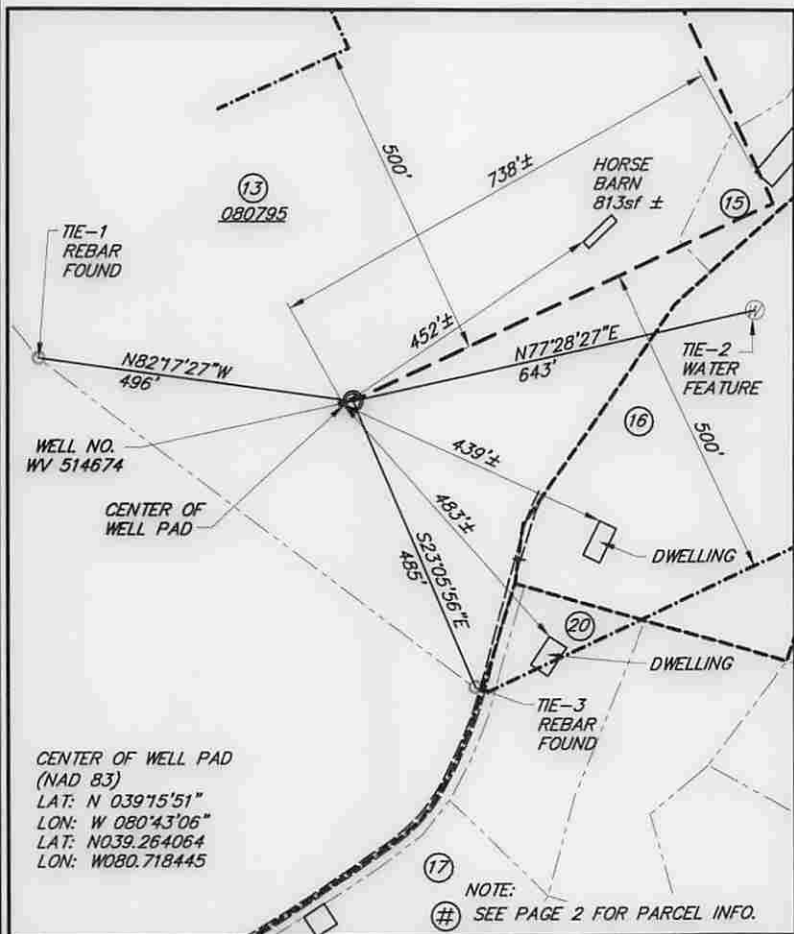 500'
738'±
HORSE
BARN
813sf ±
13
080795
15
TIE-1
REBAR
FOUND
452'±
N82°17'27"W
496'
N77°28'27"E
643'
W
TIE-2
WATER
FEATURE
16
500'
439'±
WELL NO.
WV 514674
483'±
CENTER OF
WELL PAD
S23°05'56"E
485'
DWELLING
20
DWELLING
TIE-3
REBAR
FOUND
CENTER OF WELL PAD
(NAD 83)
LAT: N 039°15'51"
LON: W 080°43'06"
LAT: N039.264064
LON: W080.718445
17
NOTE:
# SEE PAGE 2 FOR PARCEL INFO.